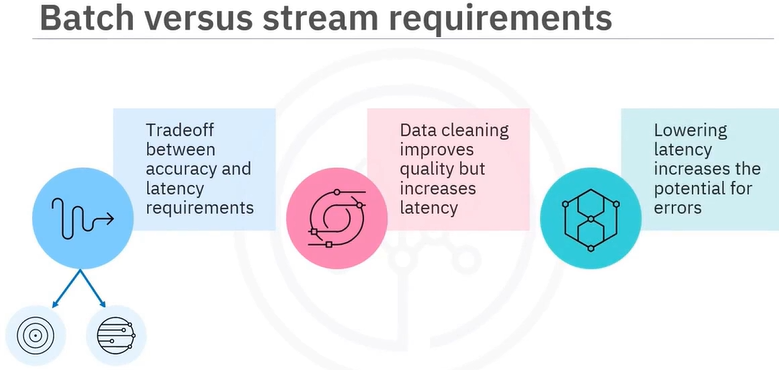 Batch versus stream requirements
Tradeoff
between
accuracy and
latency
requirements
Data cleaning
improves
quality but
increases
latency
Lowering
latency
increases the
potential for
errors